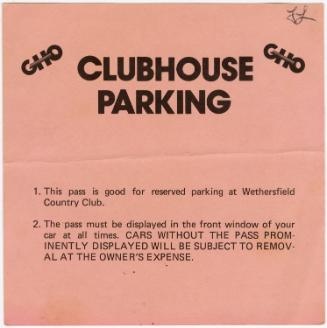 GHO
GHO
CLUBHOUSE
PARKING
1. This pass is good for reserved parking at Wethersfield
Country Club.
2. The pass must be displayed in the front window of your
car at all times. CARS WITHOUT THE PASS PROM-
INENTLY DISPLAYED WILL BE SUBJECT TO REMOV-
AL AT THE OWNER'S EXPENSE.